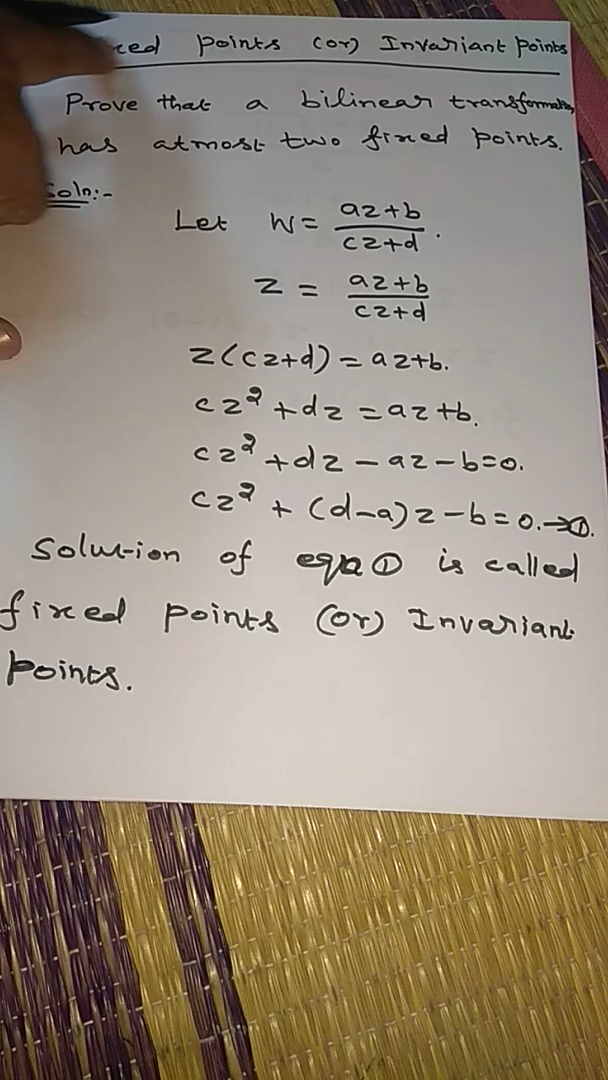 ced points (or) Invariant points
Prove that a bilinear transformation
has atmost two fixed points.
Soln:-
Let W = az+b / cz+d .
z = az+b / cz+d
z(cz+d) = az+b.
cz² + dz = az+b.
cz² + dz - az - b = 0.
cz² + (d-a)z - b = 0. → ①.
Solution of equa ① is called
fixed points (or) Invariant
points.